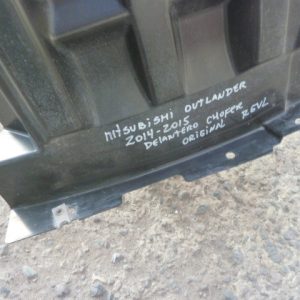 MITSUBISHI OUTLANDER
2014-2015
DELANTERO CHOFER
ORIGINAL